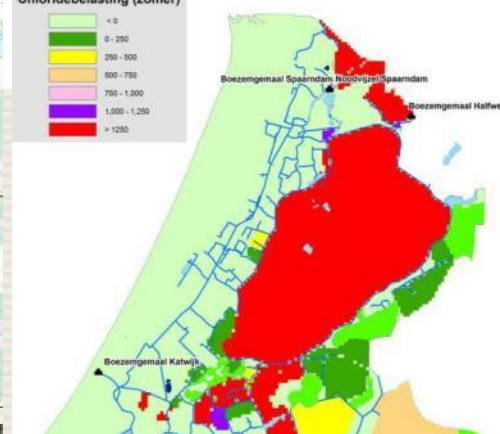 Chloridebelasting (zomer)
< 0
0 - 250
250 - 500
500 - 750
750 - 1,000
1,000 - 1,250
> 1250
Boezemgemaal Spaarndam Noodvijzel Spaarndam
Boezemgemaal Halfwe
Boezemgemaal Katwijk